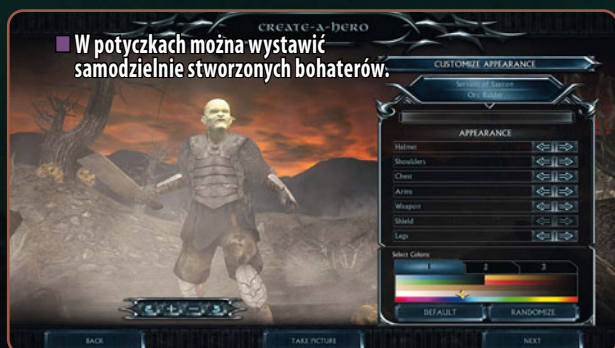 CREATE-A-HERO
■ W potyczkach można wystawić
samodzielnie stworzonych bohaterów.
CUSTOMIZE APPEARANCE
Servants of Sauron
Orc Raider
APPEARANCE
Helmet
Shoulders
Chest
Arms
Weapon
Shield
Legs
Select Colors:
1 2 3
DEFAULT RANDOMIZE
BACK TAKE PICTURE NEXT